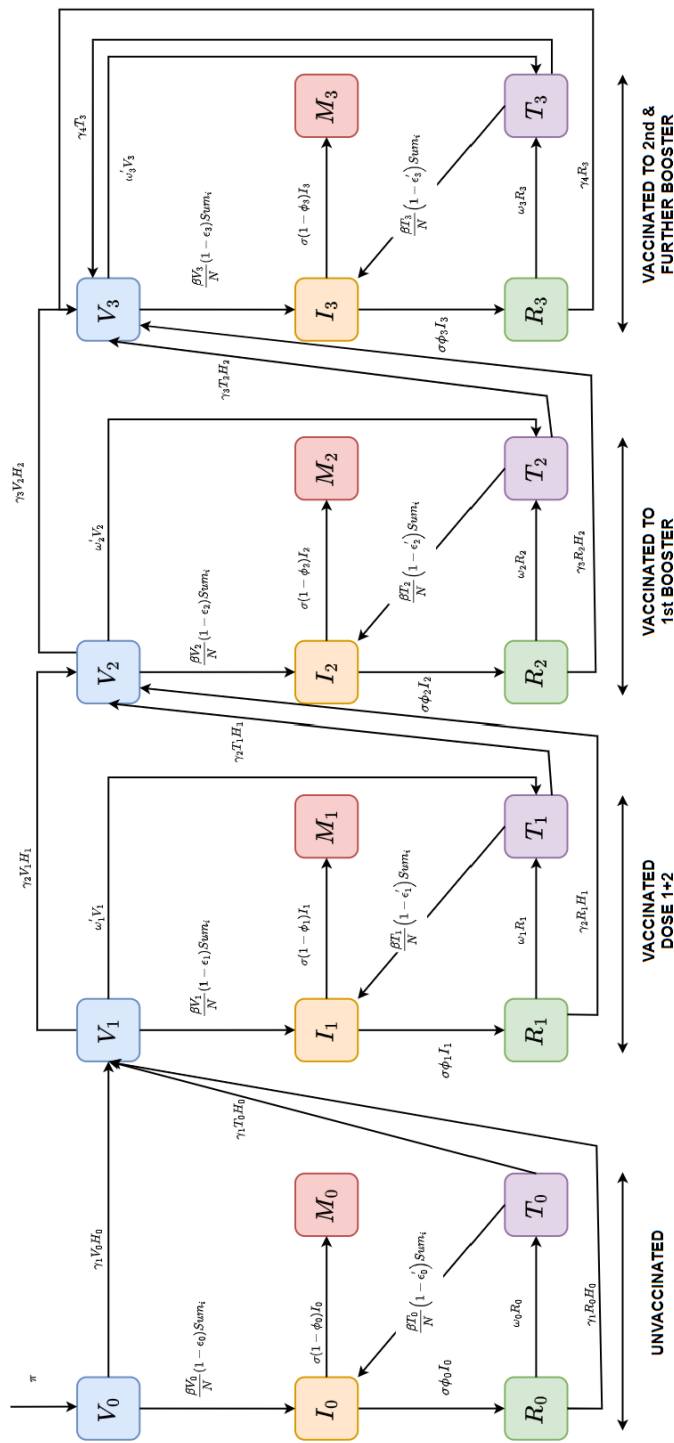 π
V₀
γ₁V₀H₀
βV₀/N (1 − ϵ₀)Sumᵢ
I₀
σ(1 − ϕ₀)I₀
M₀
βT₀/N (1 − ϵ₀′)Sumᵢ
σϕ₀I₀
R₀
ω₀R₀
T₀
γ₁T₀H₀
γ₁R₀H₀
UNVACCINATED
V₁
γ₂V₁H₁
ω₁′V₁
βV₁/N (1 − ϵ₁)Sumᵢ
I₁
σ(1 − ϕ₁)I₁
M₁
βT₁/N (1 − ϵ₁′)Sumᵢ
σϕ₁I₁
R₁
ω₁R₁
T₁
γ₂T₁H₁
γ₂R₁H₁
VACCINATED
DOSE 1+2
V₂
γ₃V₂H₂
ω₂′V₂
βV₂/N (1 − ϵ₂)Sumᵢ
I₂
σ(1 − ϕ₂)I₂
M₂
βT₂/N (1 − ϵ₂′)Sumᵢ
σϕ₂I₂
R₂
ω₂R₂
T₂
γ₃T₂H₂
γ₃R₂H₂
VACCINATED TO
1st BOOSTER
V₃
γ₄T₃
ω₃′V₃
βV₃/N (1 − ϵ₃)Sumᵢ
I₃
σ(1 − ϕ₃)I₃
M₃
βT₃/N (1 − ϵ₃′)Sumᵢ
σϕ₃I₃
R₃
ω₃R₃
T₃
γ₄R₃
VACCINATED TO 2nd &
FURTHER BOOSTER